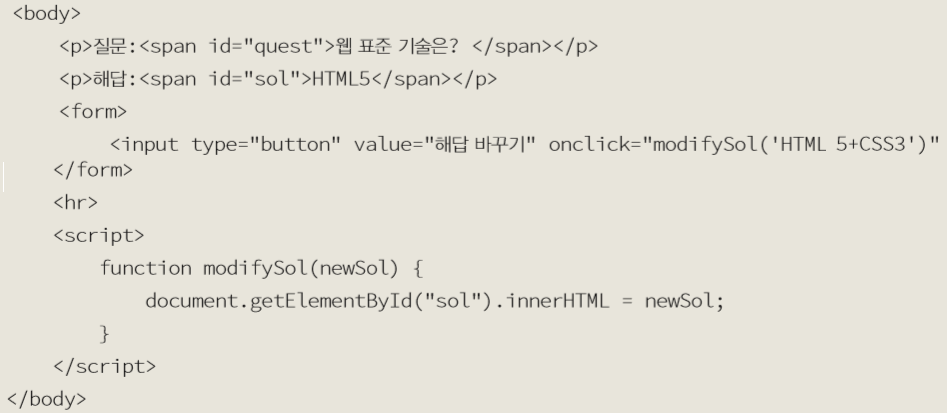 <body>
<p>질문:<span id="quest">웹 표준 기술은? </span></p>
<p>해답:<span id="sol">HTML5</span></p>
<form>
<input type="button" value="해답 바꾸기" onclick="modifySol('HTML 5+CSS3')"
</form>
<hr>
<script>
function modifySol(newSol) {
document.getElementById("sol").innerHTML = newSol;
}
</script>
</body>